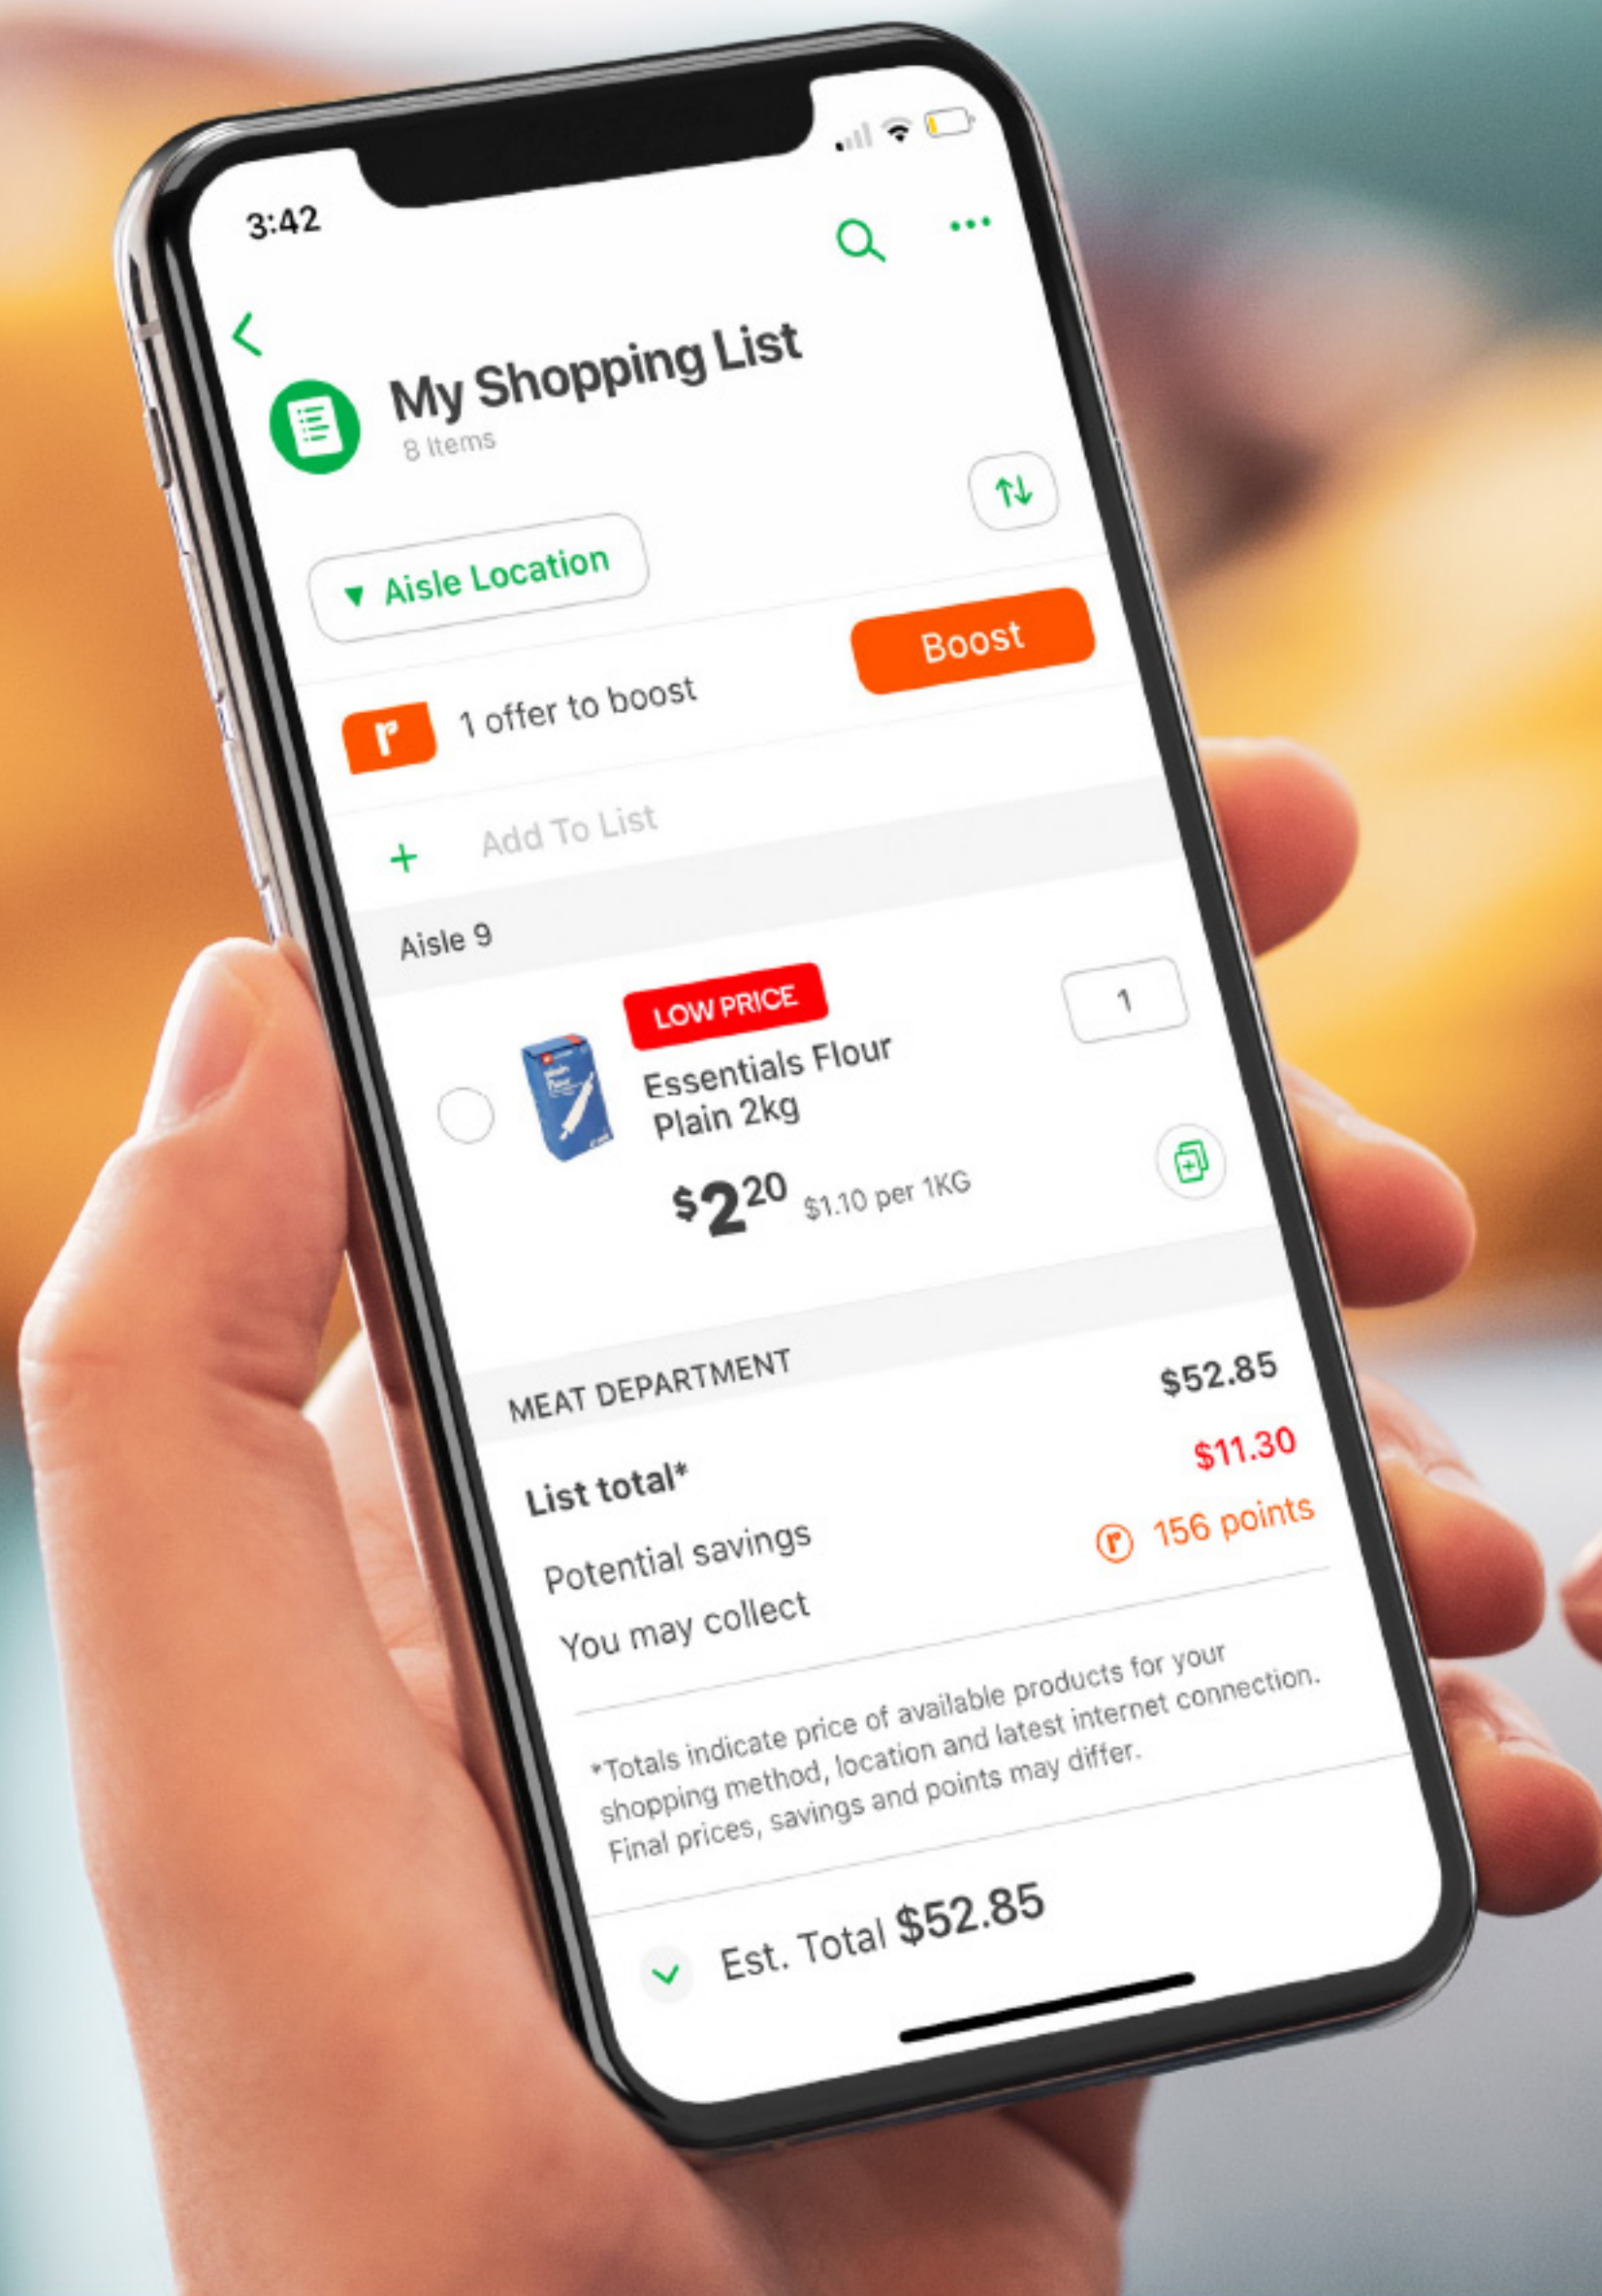 3:42
My Shopping List
8 Items
▼ Aisle Location
r 1 offer to boost Boost
+ Add To List
Aisle 9
LOW PRICE
1
Plain
Flour
Essentials Flour
Plain 2kg
$2.20 $1.10 per 1KG
MEAT DEPARTMENT
List total* $52.85
Potential savings $11.30
You may collect r 156 points
*Totals indicate price of available products for your
shopping method, location and latest internet connection.
Final prices, savings and points may differ.
Est. Total $52.85